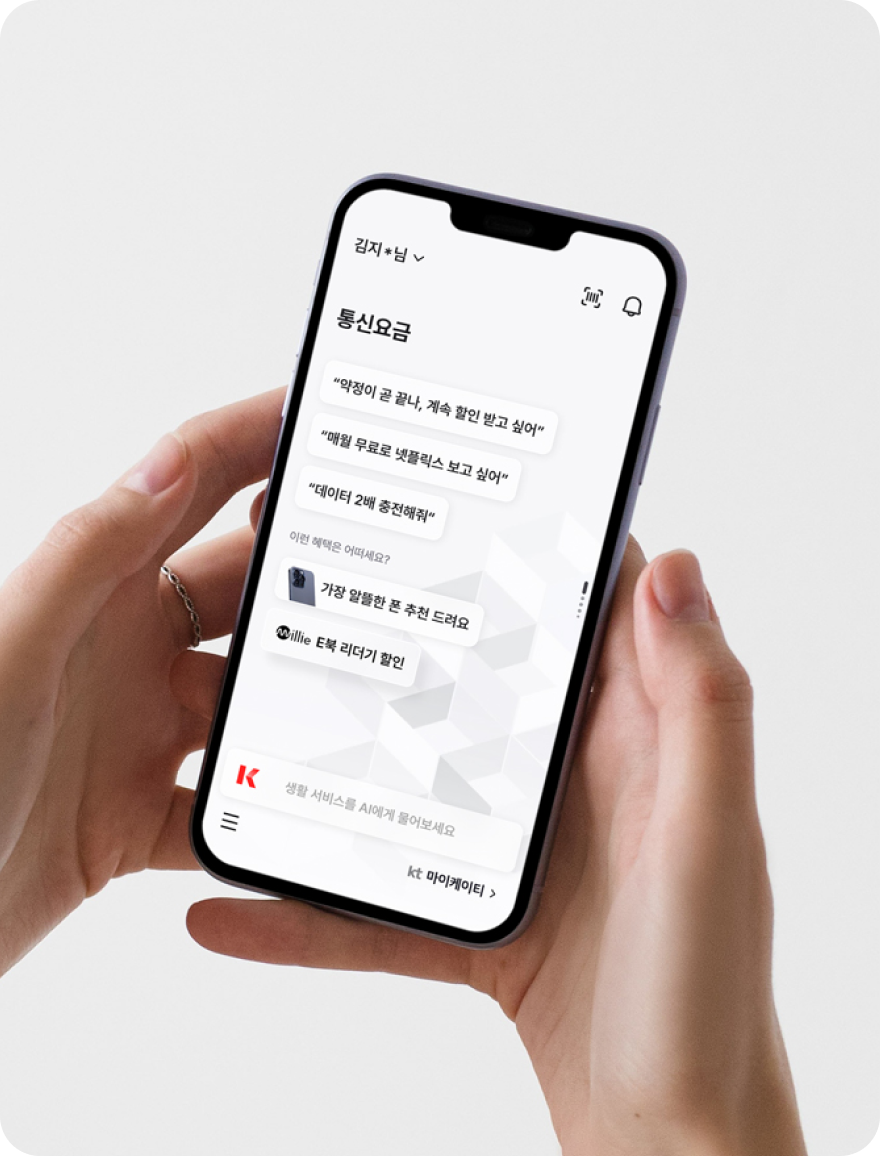 김지*님
통신요금
“약정이 곧 끝나, 계속 할인 받고 싶어”
“매월 무료로 넷플릭스 보고 싶어”
“데이터 2배 충전해줘”
이런 혜택은 어떠세요?
가장 알뜰한 폰 추천 드려요
willie E북 리더기 할인
K 생활 서비스를 AI에게 물어보세요
kt 마이케이티 >